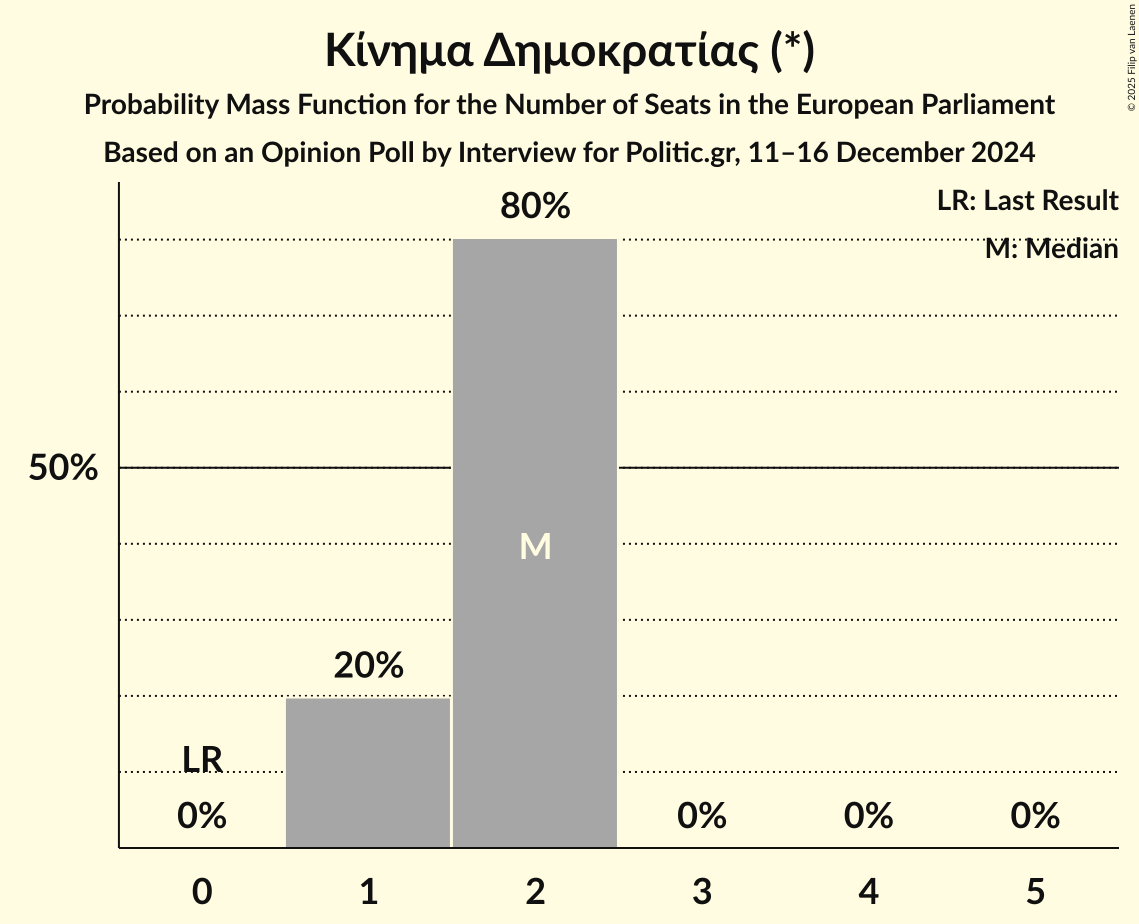 Κίνημα Δημοκρατίας (*)
Probability Mass Function for the Number of Seats in the European Parliament
Based on an Opinion Poll by Interview for Politic.gr, 11–16 December 2024
© 2025 Filip van Laenen
LR: Last Result
M: Median
80%
50%
M
20%
LR
0%
0%
0%
0%
0
1
2
3
4
5